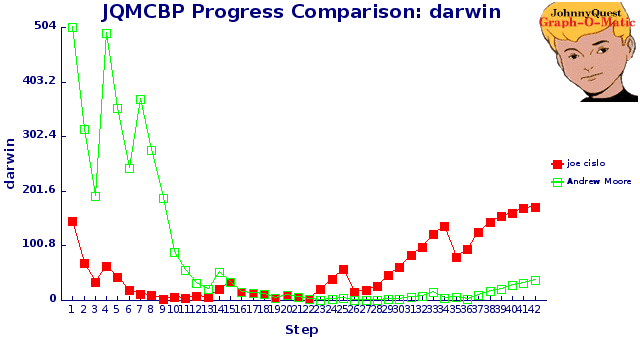 JQMCBP Progress Comparison: darwin
JohnnyQuest
Graph-O-Matic
504
403.2
302.4
201.6
100.8
0
darwin
joe cislo
Andrew Moore
1 2 3 4 5 6 7 8 9 10 11 12 13 14 15 16 17 18 19 20 21 22 23 24 25 26 27 28 29 30 31 32 33 34 35 36 37 38 39 40 41 42
Step